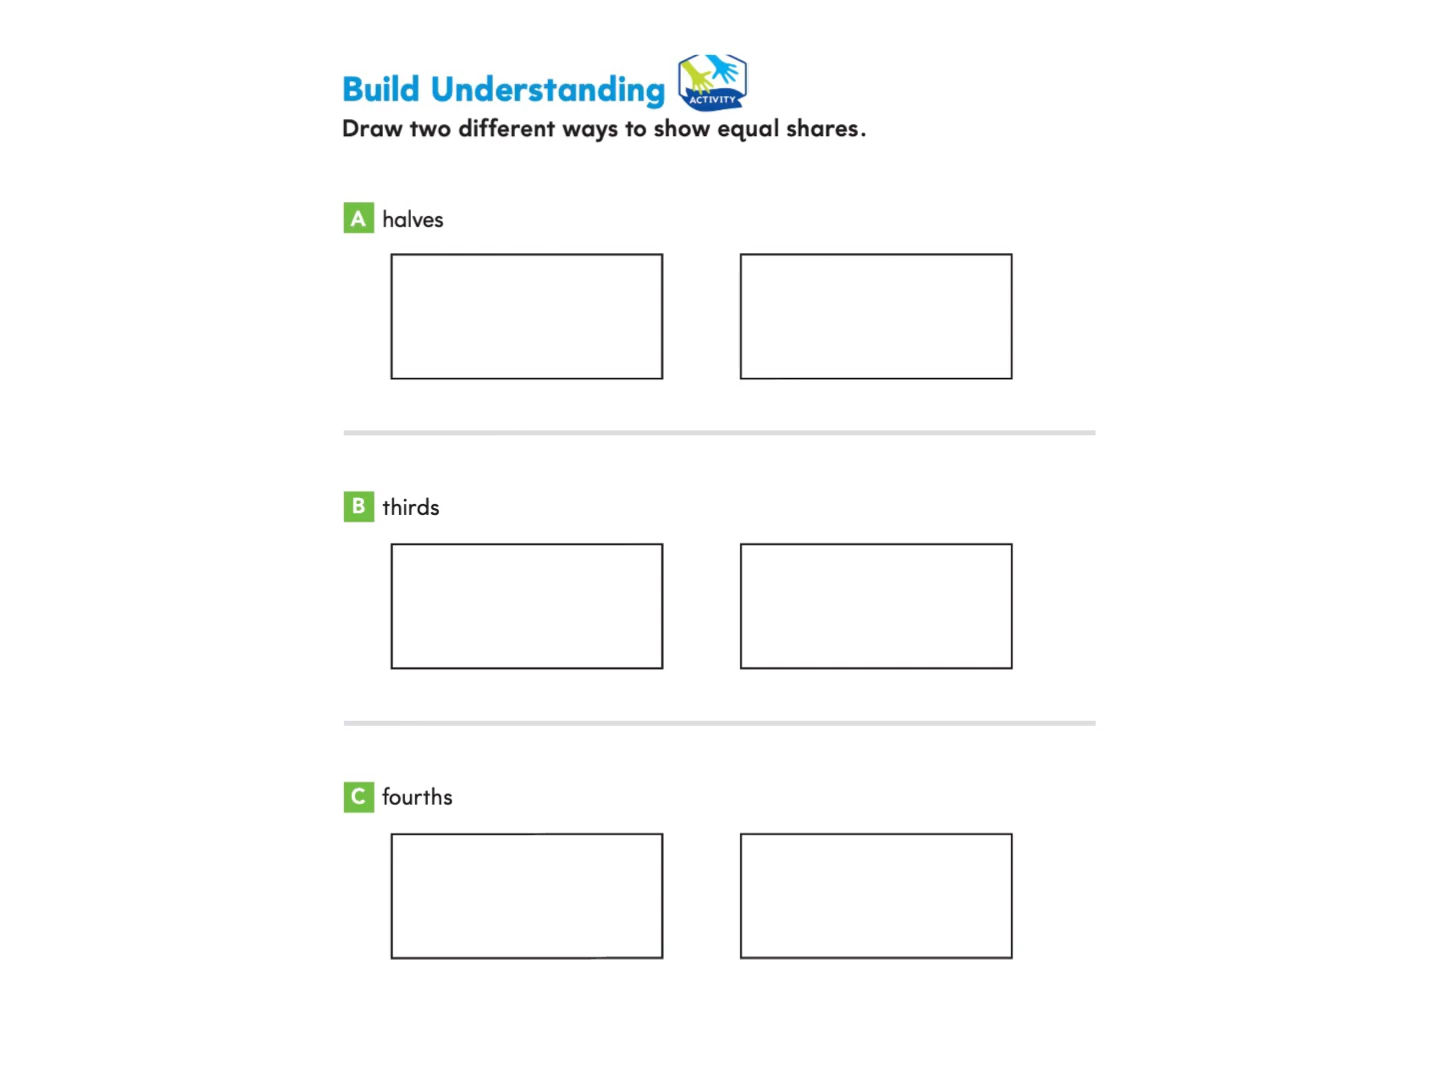 Build Understanding
ACTIVITY
Draw two different ways to show equal shares.
A halves
B thirds
C fourths